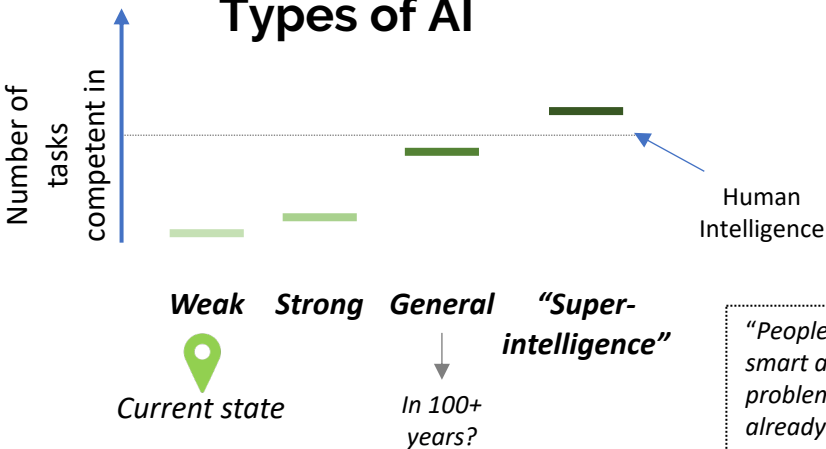 Types of AI
Number of
tasks
competent in
Human
Intelligence
Weak Strong General “Super-
intelligence”
Current state
In 100+
years?
“People
smart a
problem
already